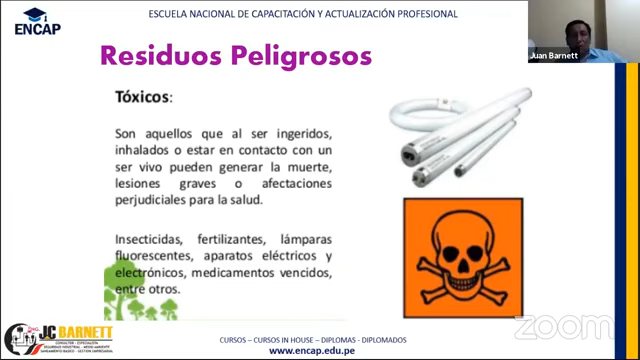 ESCUELA NACIONAL DE CAPACITACIÓN Y ACTUALIZACIÓN PROFESIONAL
ENCAP
Residuos Peligrosos
Juan Barnett
Tóxicos:
Son aquellos que al ser ingeridos,
inhalados o estar en contacto con un
ser vivo pueden generar la muerte,
lesiones graves o afectaciones
perjudiciales para la salud.
Insecticidas, fertilizantes, lámparas
fluorescentes, aparatos eléctricos y
electrónicos, medicamentos vencidos,
entre otros.
zoom
ING.
JC BARNETT
CONSULTOR - ESPECIALISTA
SEGURIDAD INDUSTRIAL - MEDIO AMBIENTE
SANEAMIENTO BASICO - GESTIÓN EMPRESARIAL
CURSOS – CURSOS IN HOUSE – DIPLOMAS - DIPLOMADOS
www.encap.edu.pe